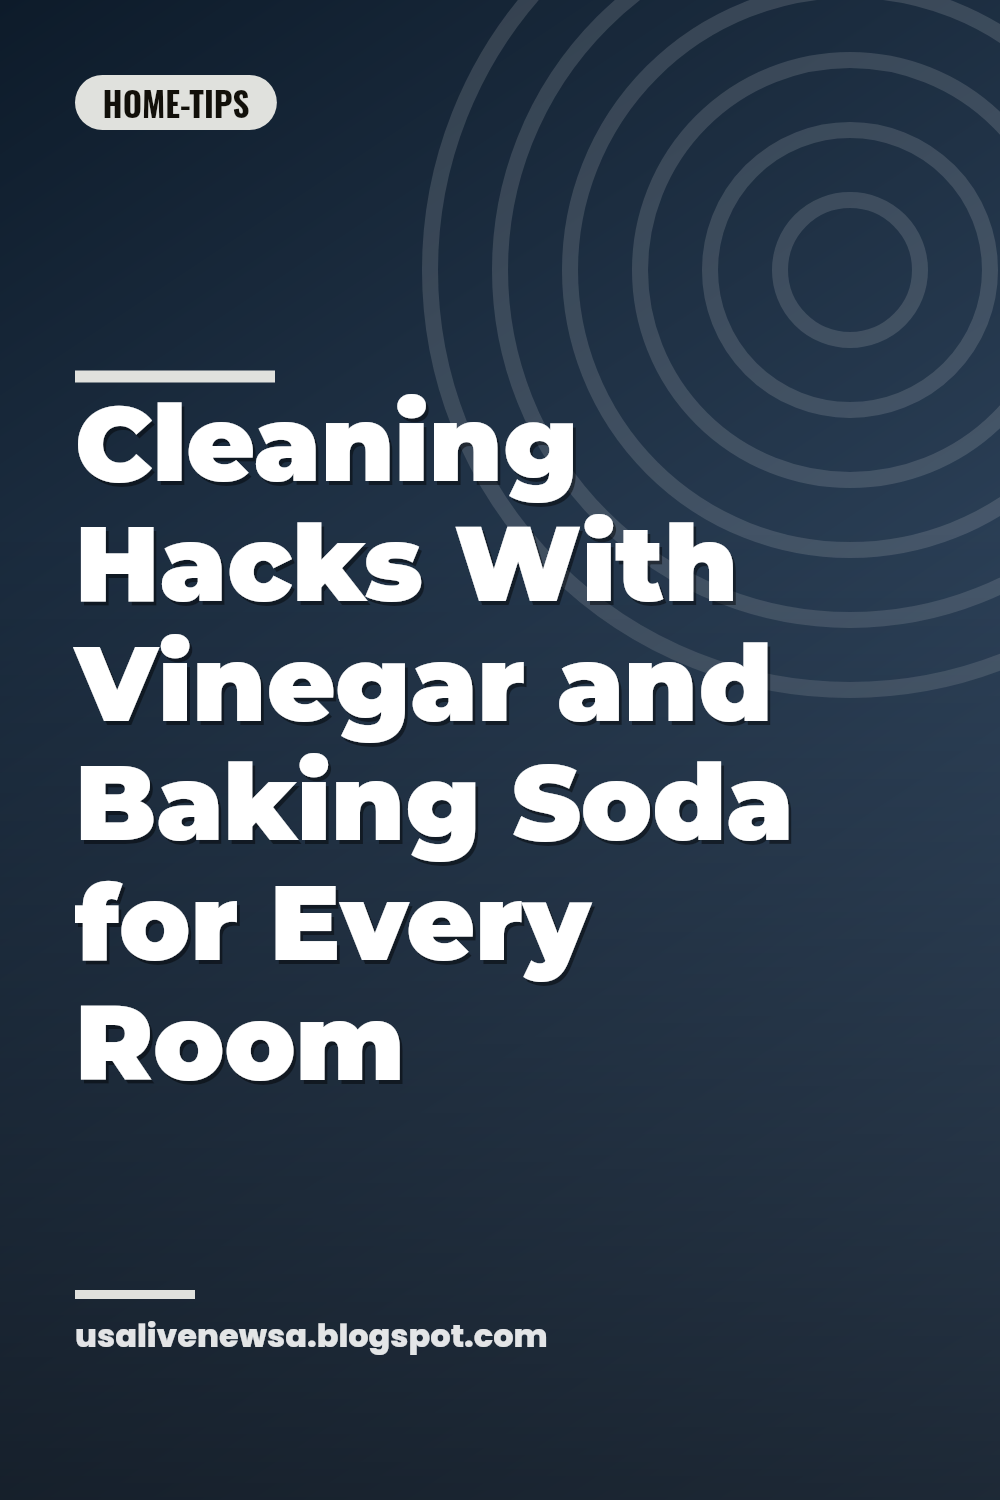 HOME-TIPS
Cleaning
Hacks With
Vinegar and
Baking Soda
for Every
Room
usalivenewsa.blogspot.com